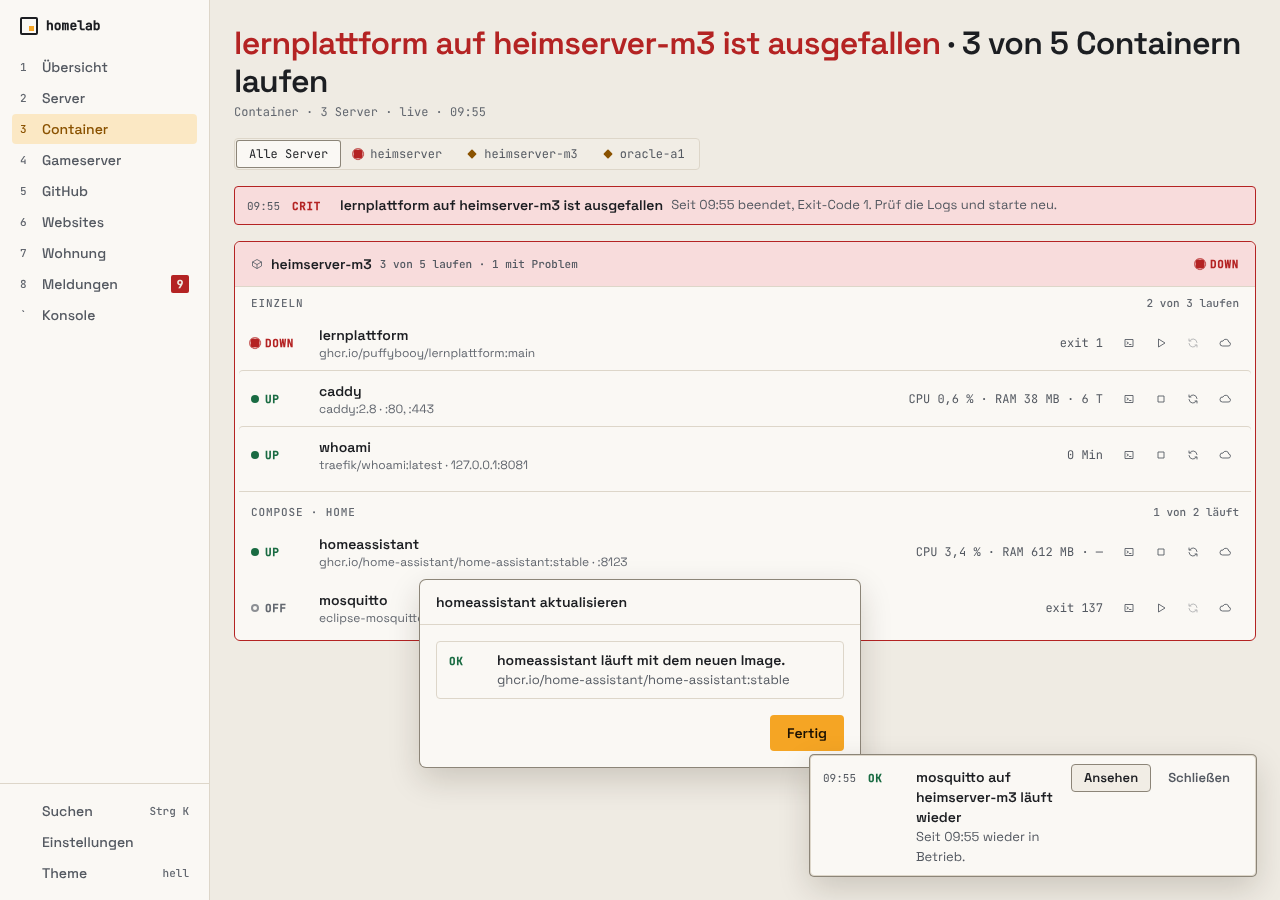 homelab
1 Übersicht
2 Server
3 Container
4 Gameserver
5 GitHub
6 Websites
7 Wohnung
8 Meldungen 9
` Konsole
Suchen Strg K
Einstellungen
Theme hell
lernplattform auf heimserver-m3 ist ausgefallen · 3 von 5 Containern
laufen
Container · 3 Server · live · 09:55
Alle Server heimserver heimserver-m3 oracle-a1
09:55 CRIT lernplattform auf heimserver-m3 ist ausgefallen Seit 09:55 beendet, Exit-Code 1. Prüf die Logs und starte neu.
heimserver-m3 3 von 5 laufen · 1 mit Problem DOWN
EINZELN 2 von 3 laufen
DOWN lernplattform exit 1
ghcr.io/puffybooy/lernplattform:main
UP caddy CPU 0,6 % · RAM 38 MB · 6 T
caddy:2.8 · :80, :443
UP whoami 0 Min
traefik/whoami:latest · 127.0.0.1:8081
COMPOSE · HOME 1 von 2 läuft
UP homeassistant CPU 3,4 % · RAM 612 MB · —
ghcr.io/home-assistant/home-assistant:stable · :8123
OFF mosquitto exit 137
homeassistant aktualisieren
OK homeassistant läuft mit dem neuen Image.
ghcr.io/home-assistant/home-assistant:stable
Fertig
09:55 OK mosquitto auf
heimserver-m3 läuft
wieder
Seit 09:55 wieder in
Betrieb.
Ansehen Schließen